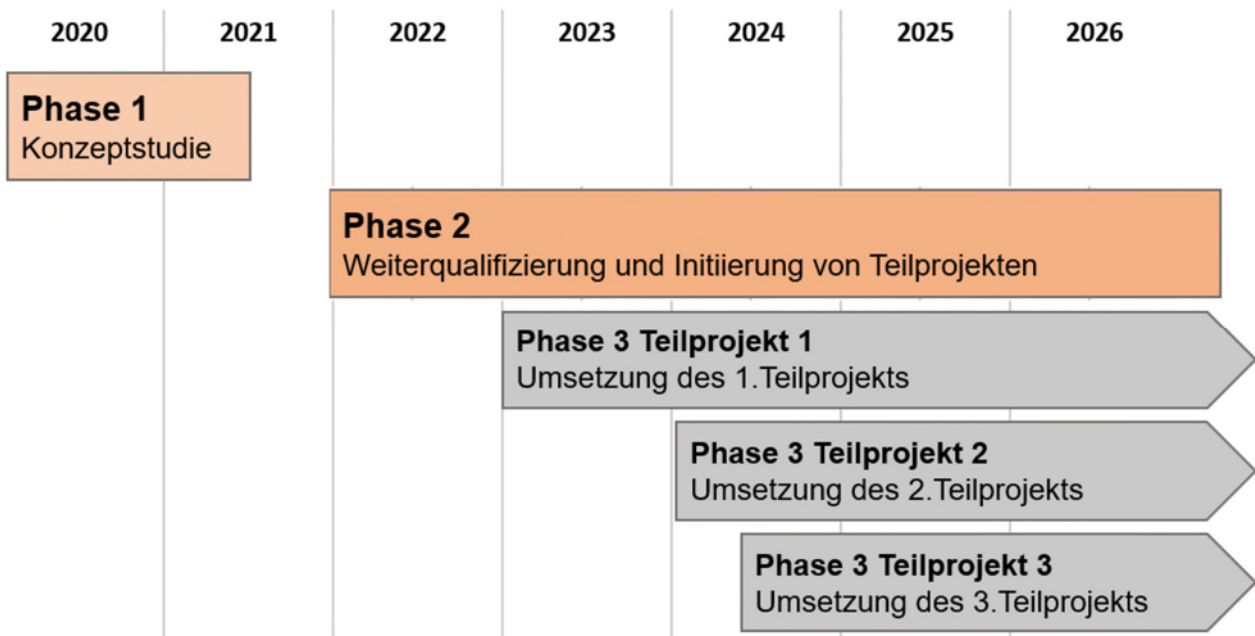 2020 2021 2022 2023 2024 2025 2026
Phase 1
Konzeptstudie
Phase 2
Weiterqualifizierung und Initiierung von Teilprojekten
Phase 3 Teilprojekt 1
Umsetzung des 1.Teilprojekts
Phase 3 Teilprojekt 2
Umsetzung des 2.Teilprojekts
Phase 3 Teilprojekt 3
Umsetzung des 3.Teilprojekts